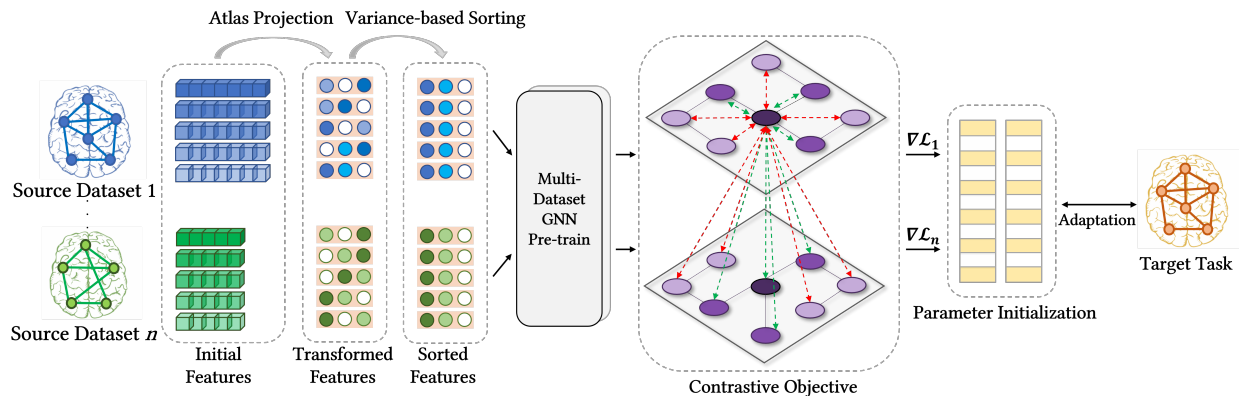 Atlas Projection
Variance-based Sorting
Source Dataset 1
Source Dataset n
Initial
Features
Transformed
Features
Sorted
Features
Multi-
Dataset
GNN
Pre-train
Contrastive Objective
∇ℒ₁
∇ℒₙ
Parameter Initialization
Adaptation
Target Task